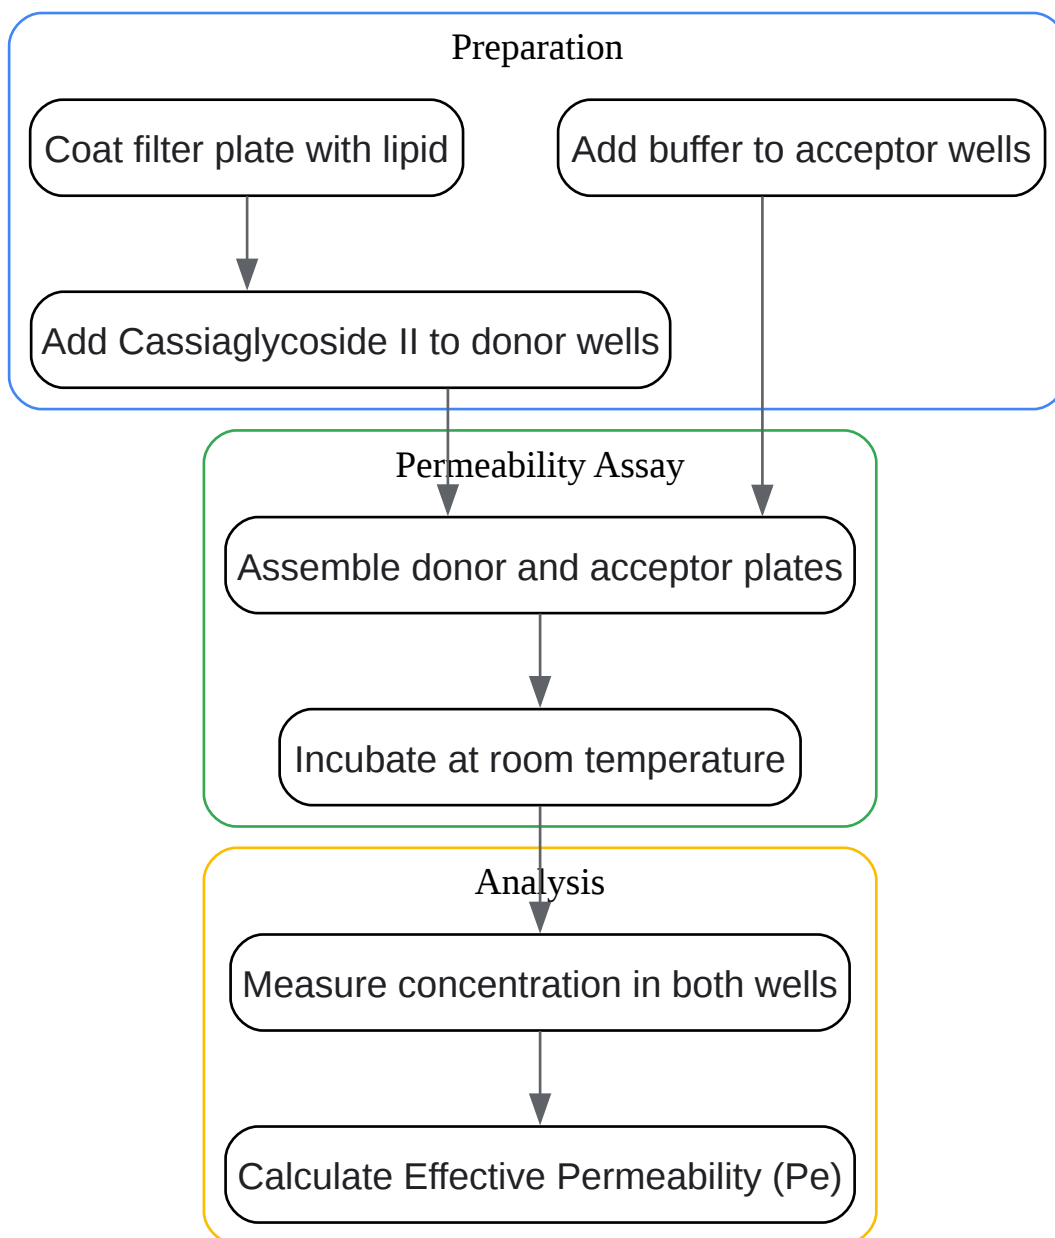 Preparation
Coat filter plate with lipid
Add buffer to acceptor wells
Add Cassiaglycoside II to donor wells
Permeability Assay
Assemble donor and acceptor plates
Incubate at room temperature
Analysis
Measure concentration in both wells
Calculate Effective Permeability (Pe)